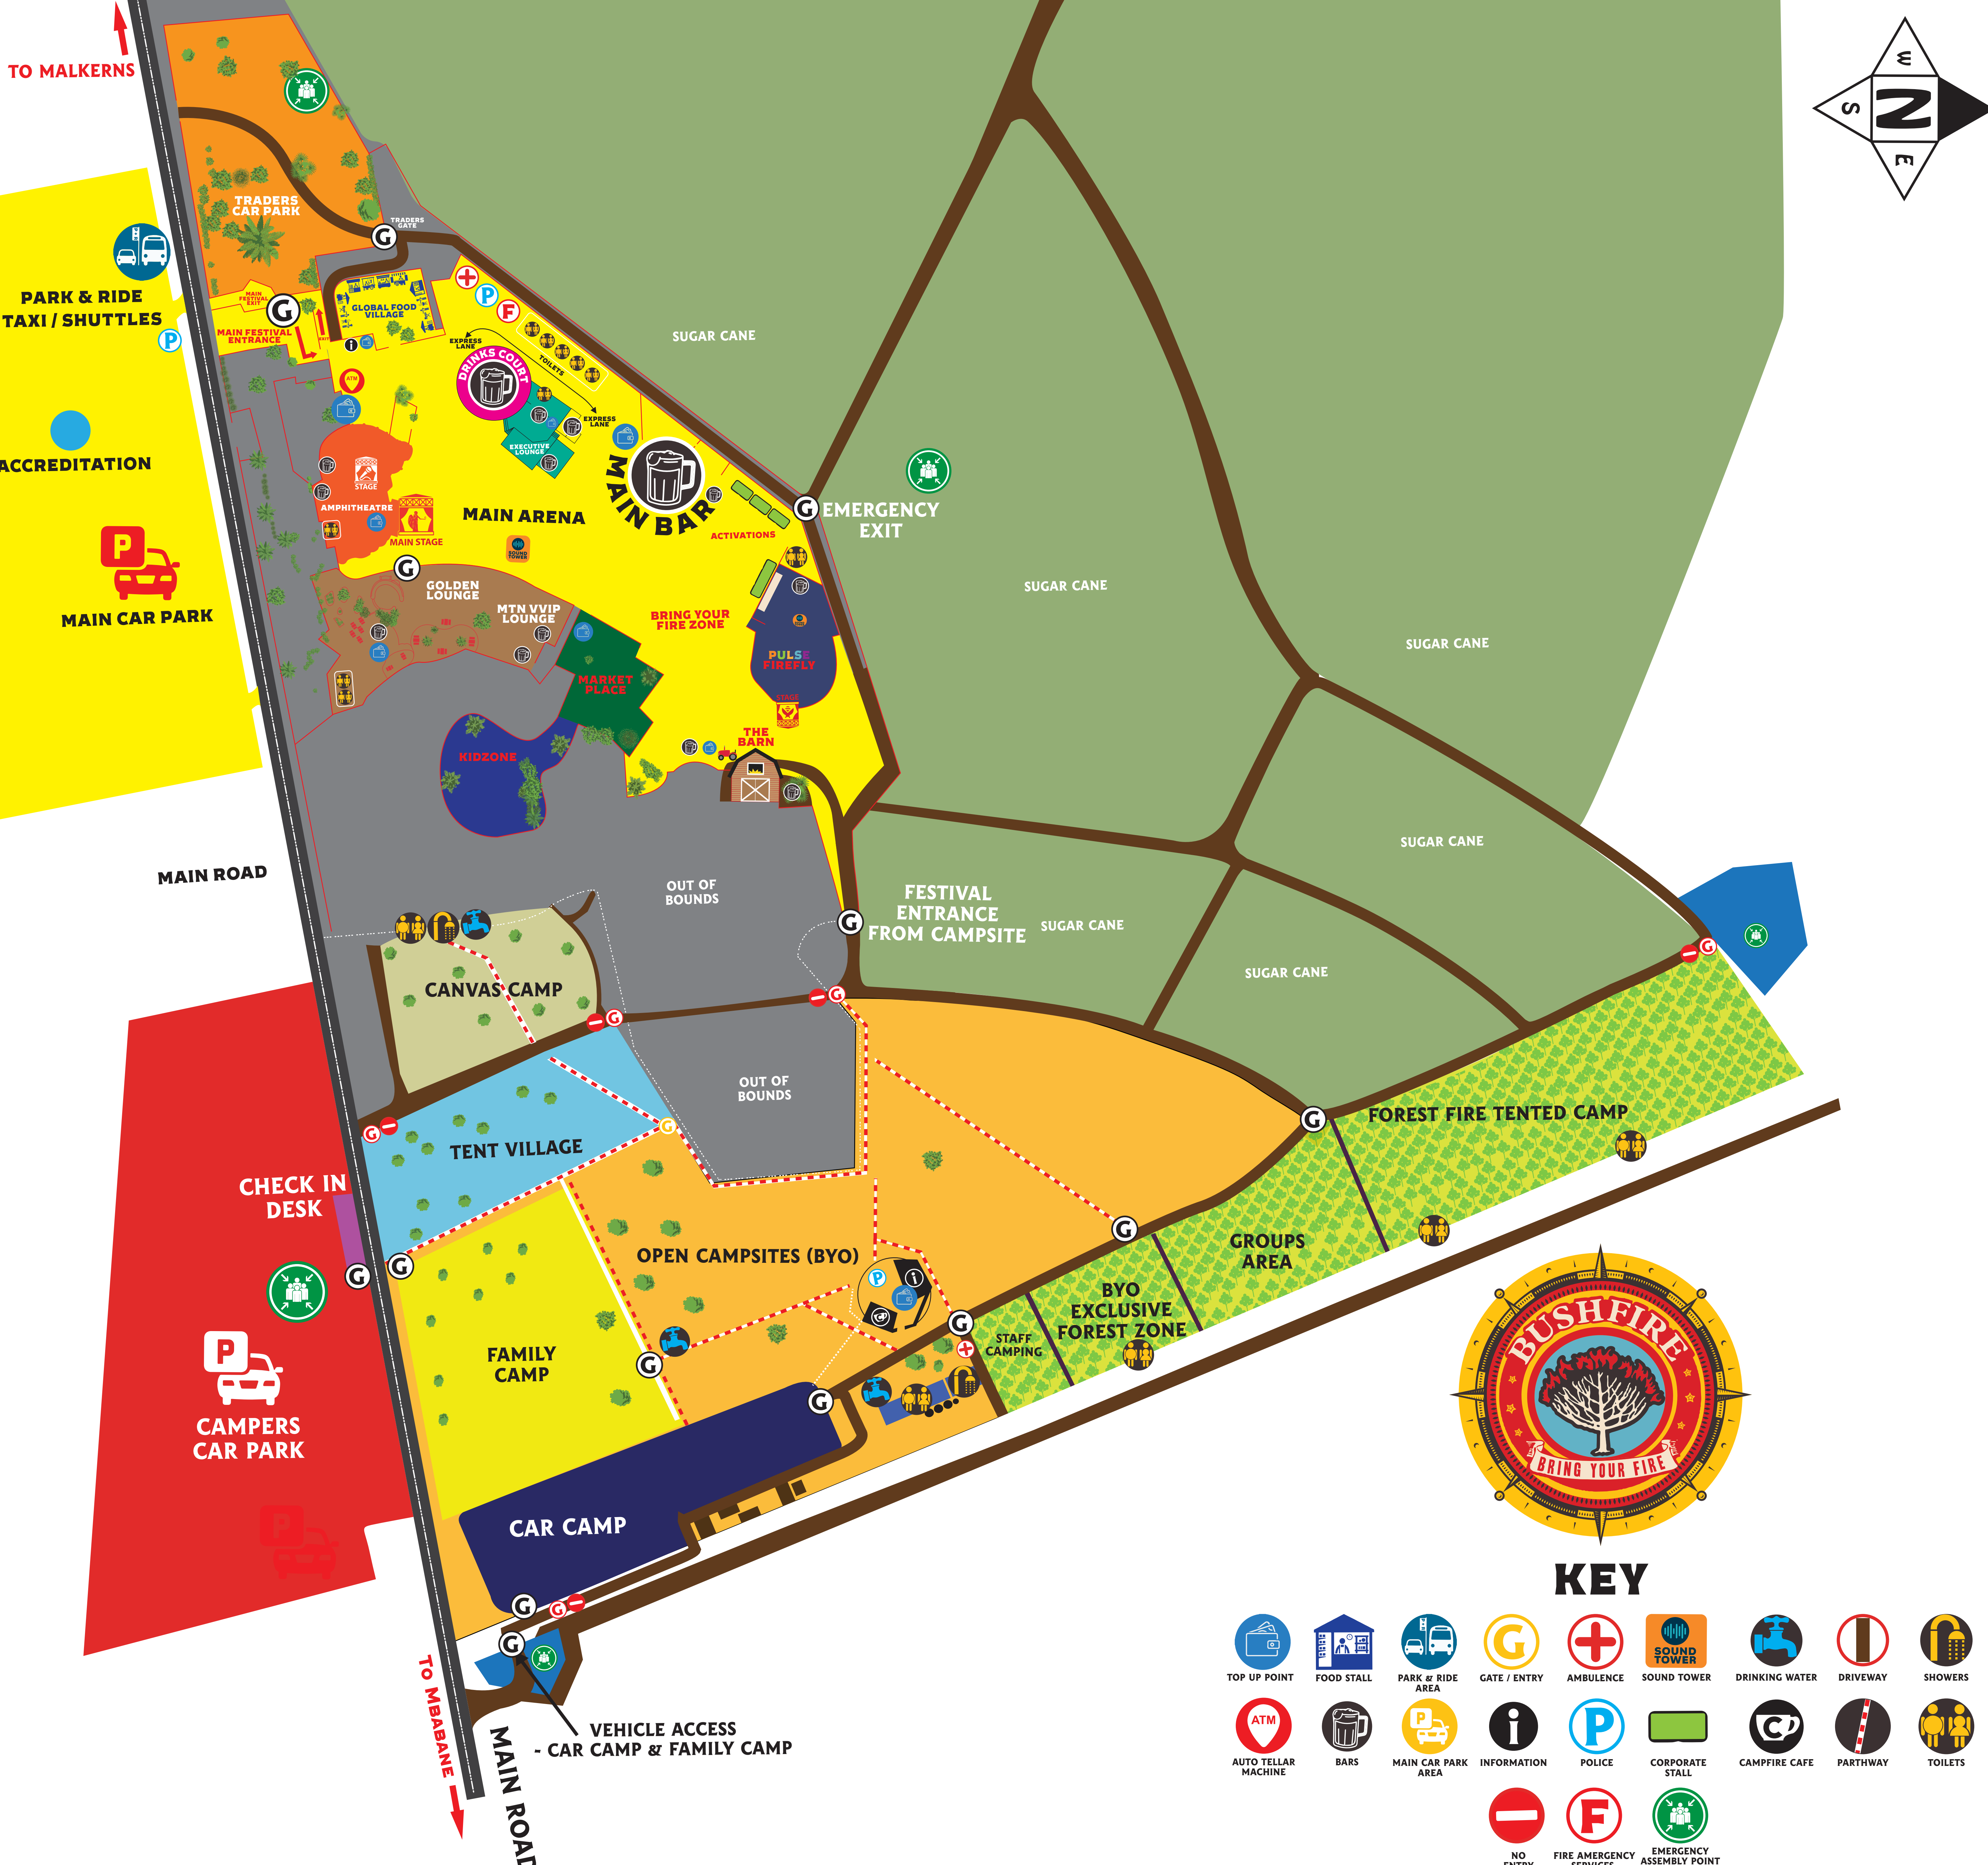 TO MALKERNS
W
S
N
E
TRADERS
CAR PARK
TRADERS
GATE
PARK & RIDE
TAXI / SHUTTLES
P
MAIN
FESTIVAL
EXIT
G
G
MAIN FESTIVAL
ENTRANCE
GLOBAL FOOD
VILLAGE
P
F
EXPRESS
LANE
TOILETS
DRINKS COURT
EXPRESS
LANE
EXECUTIVE
LOUNGE
SUGAR CANE
ATM
ACCREDITATION
STAGE
AMPHITHEATRE
MAIN STAGE
MAIN ARENA
SOUND
TOWER
MAIN BAR
ACTIVATIONS
G
EMERGENCY
EXIT
P
MAIN CAR PARK
G
GOLDEN
LOUNGE
MTN VVIP
LOUNGE
BRING YOUR
FIRE ZONE
PULSE
FIREFLY
STAGE
SUGAR CANE
SUGAR CANE
MARKET
PLACE
KIDZONE
THE
BARN
SUGAR CANE
MAIN ROAD
OUT OF
BOUNDS
G
FESTIVAL
ENTRANCE
FROM CAMPSITE
SUGAR CANE
SUGAR CANE
G
CANVAS CAMP
G
G
OUT OF
BOUNDS
G
TENT VILLAGE
G
G
FOREST FIRE TENTED CAMP
CHECK IN
DESK
G
G
OPEN CAMPSITES (BYO)
G
GROUPS
AREA
P
i
C
BYO
EXCLUSIVE
FOREST ZONE
G
STAFF
CAMPING
FAMILY
CAMP
G
G
P
CAMPERS
CAR PARK
P
CAR CAMP
G
G
G
TO MBABANE
MAIN ROAD
VEHICLE ACCESS
- CAR CAMP & FAMILY CAMP
BUSHFIRE
BRING YOUR FIRE
KEY
G
SOUND
TOWER
TOP UP POINT
FOOD STALL
PARK & RIDE
AREA
GATE / ENTRY
AMBULENCE
SOUND TOWER
DRINKING WATER
DRIVEWAY
SHOWERS
ATM
P
i
P
C
AUTO TELLAR
MACHINE
BARS
MAIN CAR PARK
AREA
INFORMATION
POLICE
CORPORATE
STALL
CAMPFIRE CAFE
PARTHWAY
TOILETS
F
NO
ENTRY
FIRE AMERGENCY
SERVICES
EMERGENCY
ASSEMBLY POINT